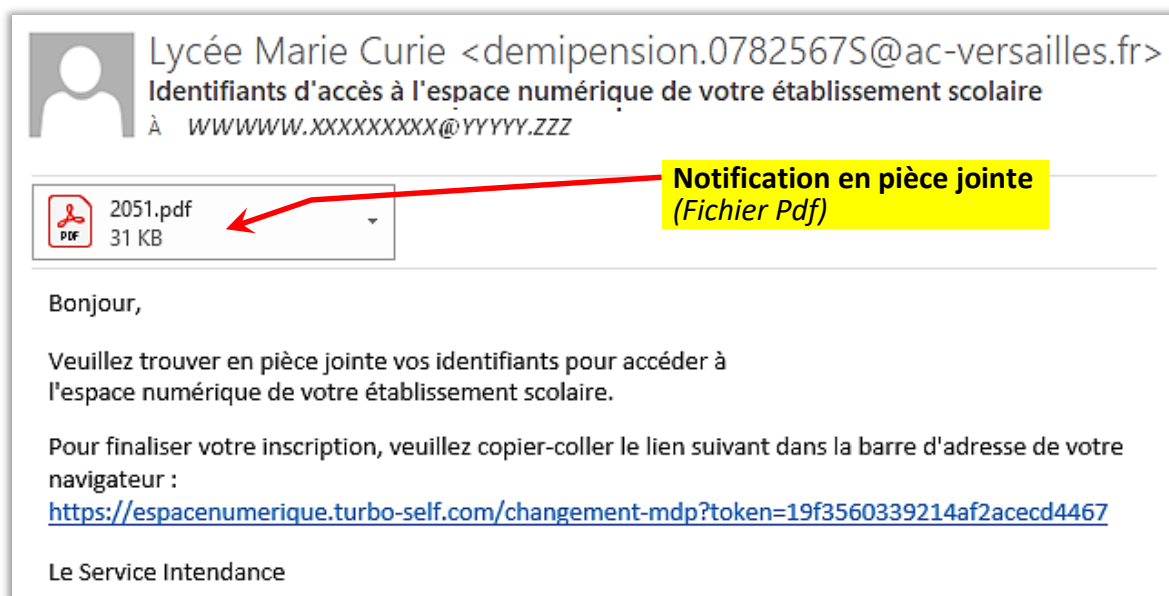 Lycée Marie Curie <demipension.0782567S@ac-versailles.fr>
Identifiants d'accès à l'espace numérique de votre établissement scolaire
À WWWWW.XXXXXXXXX@YYYYY.ZZZ
Notification en pièce jointe
(Fichier Pdf)
PDF
2051.pdf
31 KB
Bonjour,
Veuillez trouver en pièce jointe vos identifiants pour accéder à
l'espace numérique de votre établissement scolaire.
Pour finaliser votre inscription, veuillez copier-coller le lien suivant dans la barre d'adresse de votre
navigateur :
https://espacenumerique.turbo-self.com/changement-mdp?token=19f3560339214af2acecd4467
Le Service Intendance